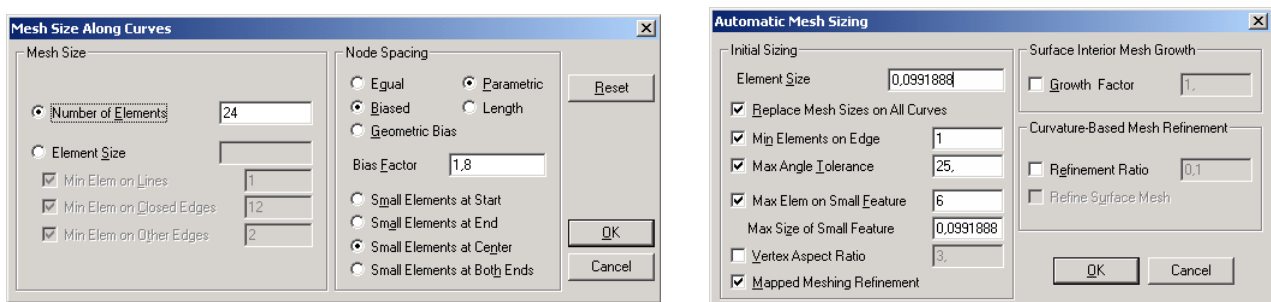 Mesh Size Along Curves
Mesh Size
Number of Elements 24
Element Size
Min Elem on Lines 1
Min Elem on Closed Edges 12
Min Elem on Other Edges 2
Node Spacing
Equal Parametric
Biased Length
Geometric Bias
Bias Factor 1,8
Small Elements at Start
Small Elements at End
Small Elements at Center
Small Elements at Both Ends
Reset
OK
Cancel
Automatic Mesh Sizing
Initial Sizing
Element Size 0,0991888
Replace Mesh Sizes on All Curves
Min Elements on Edge 1
Max Angle Tolerance 25,
Max Elem on Small Feature 6
Max Size of Small Feature 0,0991888
Vertex Aspect Ratio 3,
Mapped Meshing Refinement
Surface Interior Mesh Growth
Growth Factor 1,
Curvature-Based Mesh Refinement
Refinement Ratio 0,1
Refine Surface Mesh
OK Cancel